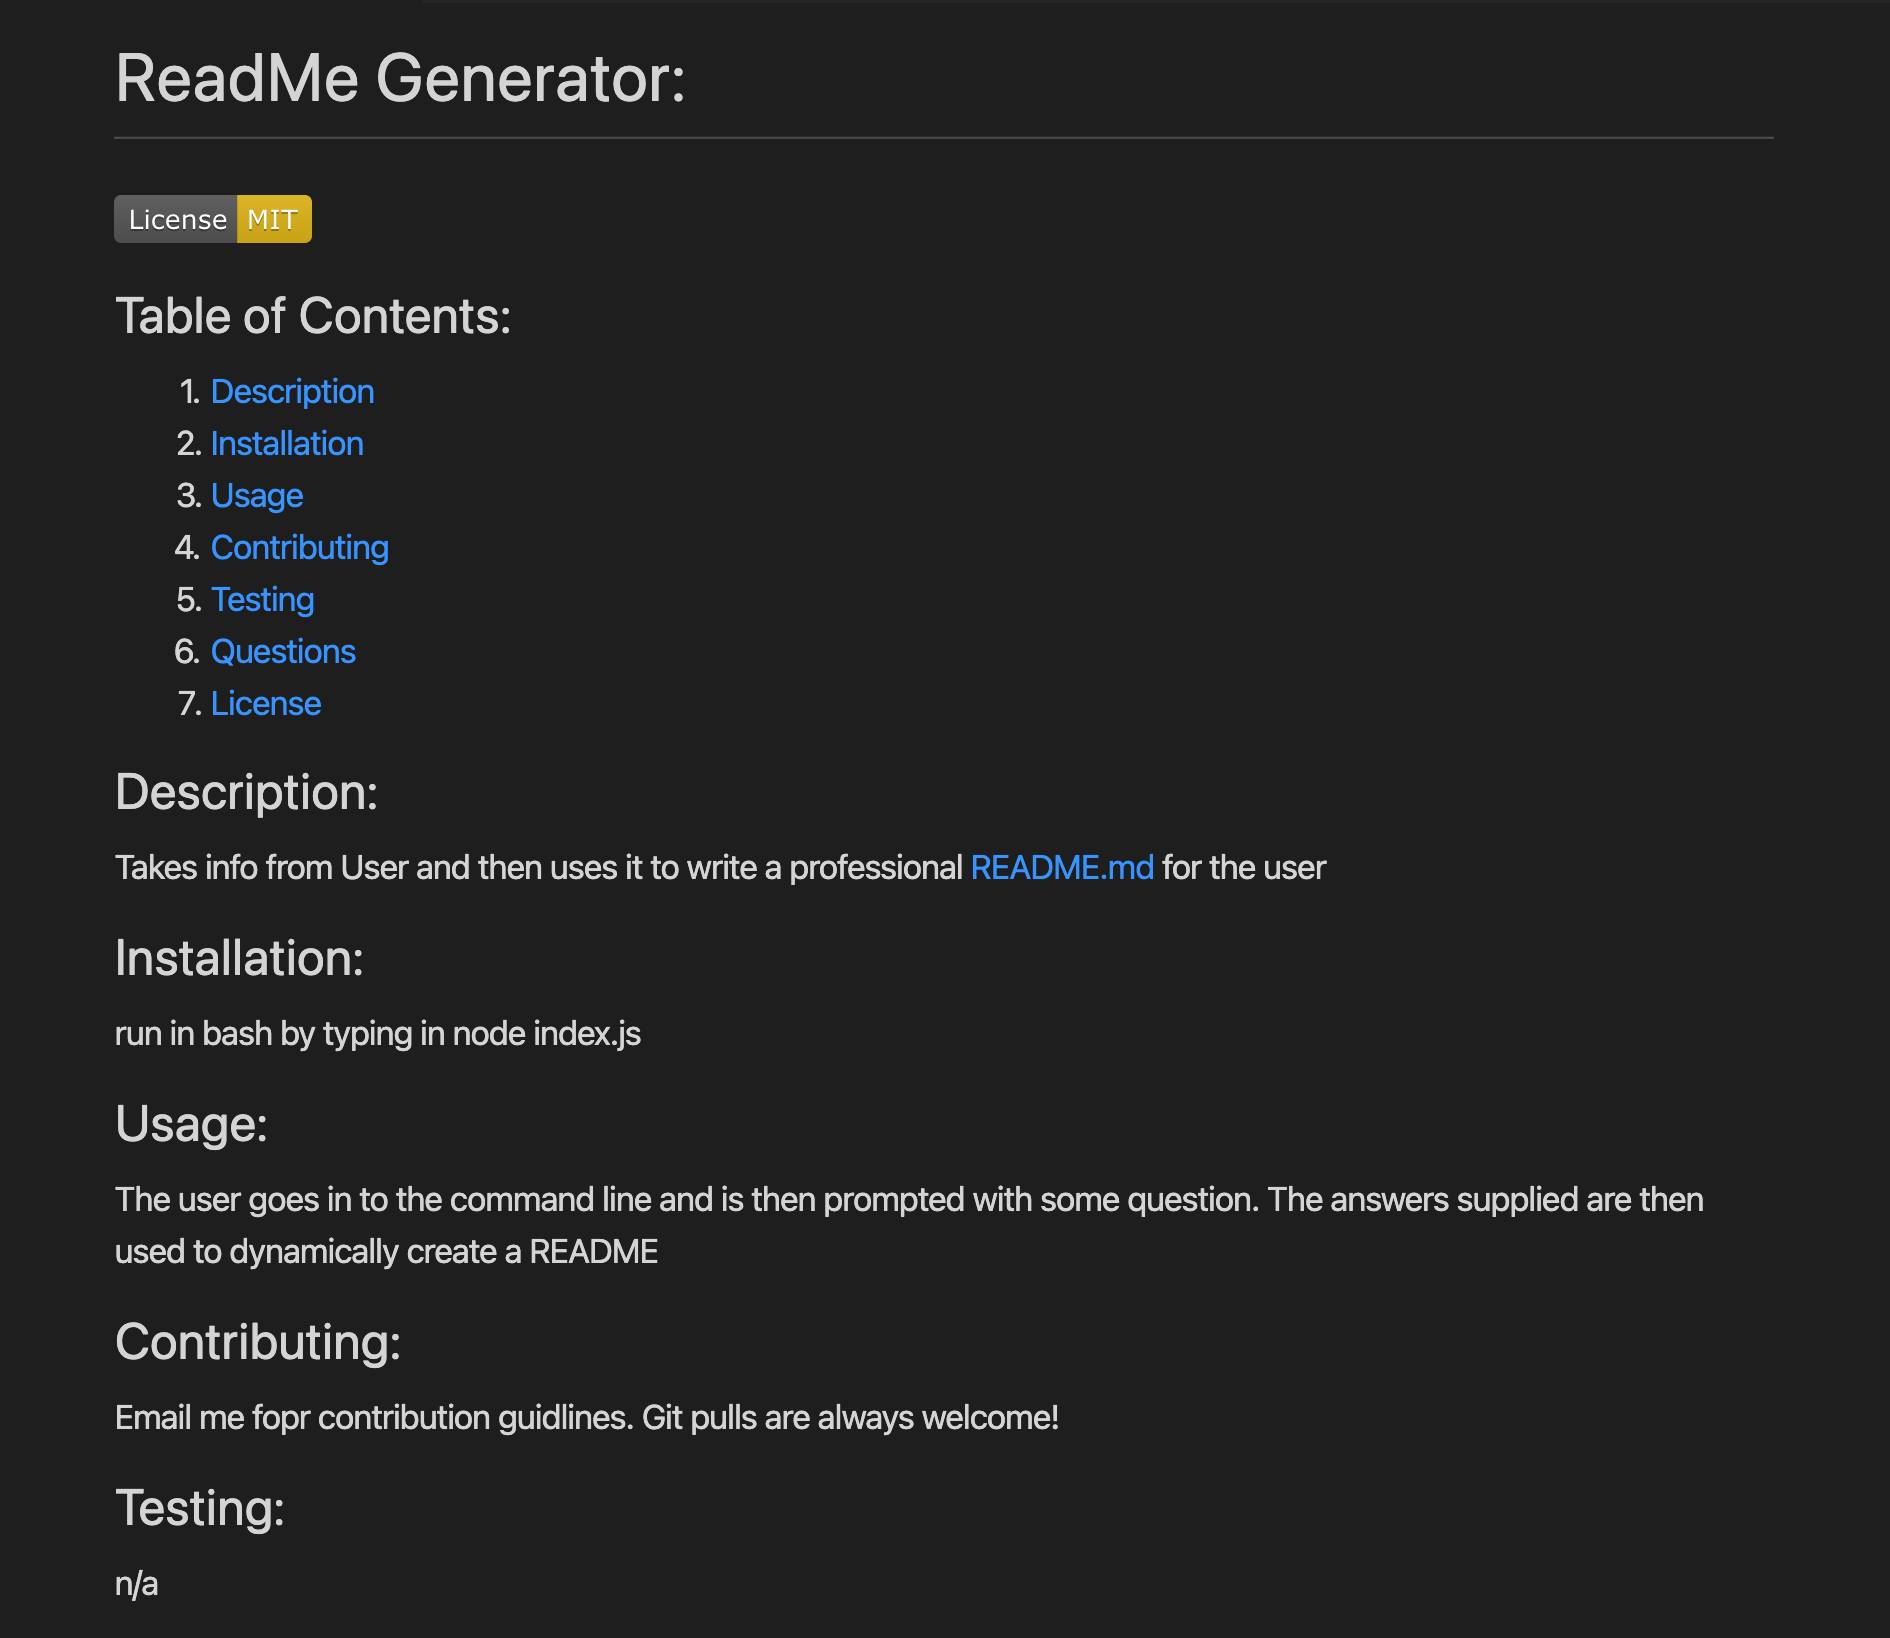 ReadMe Generator:
License MIT
Table of Contents:
1. Description
2. Installation
3. Usage
4. Contributing
5. Testing
6. Questions
7. License
Description:
Takes info from User and then uses it to write a professional README.md for the user
Installation:
run in bash by typing in node index.js
Usage:
The user goes in to the command line and is then prompted with some question. The answers supplied are then
used to dynamically create a README
Contributing:
Email me fopr contribution guidlines. Git pulls are always welcome!
Testing:
n/a